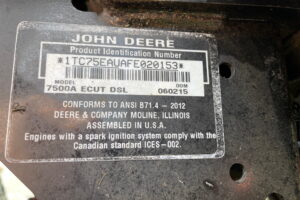 JOHN DEERE
Product Identification Number
*1TC75EAUAFE020153*
MODEL DOM
7500A ECUT DSL 060215
CONFORMS TO ANSI B71.4 - 2012
DEERE & COMPANY MOLINE, ILLINOIS
ASSEMBLED IN U.S.A.
Engines with a spark ignition system comply with the
Canadian standard ICES-002.